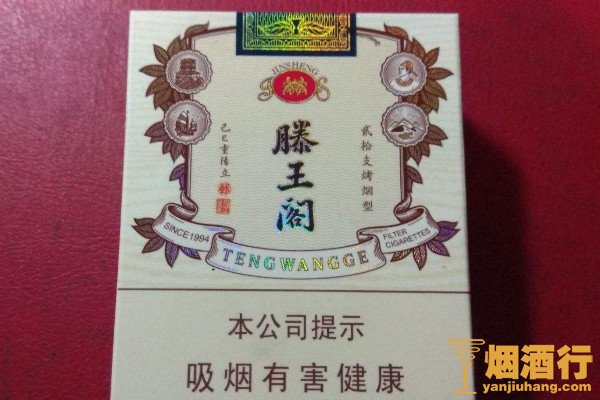 JINSHENG
滕王阁
贰拾支烤烟型
己巳重阳立
SINCE 1994
TENGWANGGE
FILTER
CIGARETTES
本公司提示
吸烟有害健康
烟酒行
yanjiuhang.com